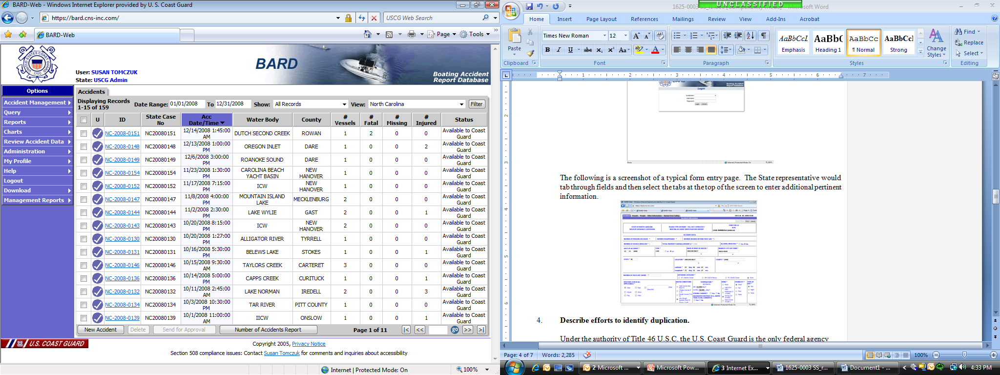 BARD-Web - Windows Internet Explorer provided by U. S. Coast Guard
https://bard.cns-inc.com/
USCG Web Search
BARD-Web
Page
Tools
UNITED STATES COAST GUARD
1790
User: SUSAN TOMCZUK
State: USCG Admin
BARD
Boating Accident
Report Database
Options
Accident Management
Query
Reports
Charts
Review Accident Data
Administration
My Profile
Help
Logout
Download
Management Reports
Accidents
Displaying Records
1-15 of 159
Date Range: 01/01/2008 To 12/31/2008 Show: All Records View: North Carolina Filter
U ID State Case No Acc Date/Time Water Body County # Vessels # Fatal # Missing # Injured Status
NC-2008-0151 NC20080151 12/14/2008 1:45:00 AM DUTCH SECOND CREEK ROWAN 1 2 0 0 Available to Coast Guard
NC-2008-0148 NC20080148 12/13/2008 1:00:00 PM OREGON INLET DARE 1 0 0 2 Available to Coast Guard
NC-2008-0149 NC20080149 12/6/2008 3:00:00 PM ROANOKE SOUND DARE 1 0 0 0 Available to Coast Guard
NC-2008-0154 NC20080154 11/23/2008 1:30:00 PM CAROLINA BEACH YACHT BASIN NEW HANOVER 1 0 0 0 Available to Coast Guard
NC-2008-0152 NC20080152 11/17/2008 7:15:00 PM ICW NEW HANOVER 1 0 0 0 Available to Coast Guard
NC-2008-0147 NC20080147 11/8/2008 4:00:00 PM MOUNTAIN ISLAND LAKE MECKLENBURG 2 0 0 0 Available to Coast Guard
NC-2008-0144 NC20080144 11/2/2008 2:30:00 PM LAKE WYLIE GAST 2 0 0 1 Available to Coast Guard
NC-2008-0143 NC20080143 10/20/2008 8:15:00 PM ICW NEW HANOVER 2 0 0 0 Available to Coast Guard
NC-2008-0130 NC20080130 10/20/2008 1:27:00 PM ALLIGATOR RIVER TYRRELL 1 0 0 0 Available to Coast Guard
NC-2008-0131 NC20080131 10/16/2008 5:30:00 PM BELEWS LAKE STOKES 1 0 0 1 Available to Coast Guard
NC-2008-0146 NC20080146 10/15/2008 9:30:00 AM TAYLORS CREEK CARTERET 3 0 0 0 Available to Coast Guard
NC-2008-0136 NC20080136 10/14/2008 5:00:00 PM CAPPS CREEK CURITUCK 1 0 0 1 Available to Coast Guard
NC-2008-0132 NC20080132 10/11/2008 2:45:00 AM LAKE NORMAN IREDELL 2 0 0 3 Available to Coast Guard
NC-2008-0134 NC20080134 10/3/2008 10:30:00 PM TAR RIVER PITT COUNTY 1 0 0 0 Available to Coast Guard
NC-2008-0139 NC20080139 10/1/2008 11:00:00 AM IICW ONSLOW 1 0 0 1 Available to Coast Guard
New Accident Delete Send for Approval Number of Accidents Report Page 1 of 11 |< << go >> >|
U.S. COAST GUARD
Copyright 2005, Privacy Notice
Section 508 compliance issues: Contact Susan Tomczuk for comments and inquiries about accessibility
Internet | Protected Mode: On
100%
UNCLASSIFIED
Microsoft Word
Home Insert Page Layout References Mailings Review View Add-Ins Acrobat
Paste
Clipboard
Times New Roman 12
Font
Paragraph
AaBbCcI AaBbC AaBbCc AaBbCcI
Emphasis Heading 1 ¶ Normal Strong
Change Styles
Styles
Find
Replace
Select
Editing
1 2 3 4 5 6 7
Login
Boating Accident
Report Database
The following is a screenshot of a typical form entry page. The State representative would
tab through fields and then select the tabs at the top of the screen to enter additional pertinent
information.
STATE OF NORTH CAROLINA
ACCIDENT DATA
4. Describe efforts to identify duplication.
Under the authority of Title 46 U.S.C. the U.S. Coast Guard is the only federal agency
Page: 4 of 7 Words: 2,285
100%
2 Microsoft ...
Microsoft Pow...
3 Internet Ex...
1625-0003 SS_r...
Document1 - ...
4:33 PM